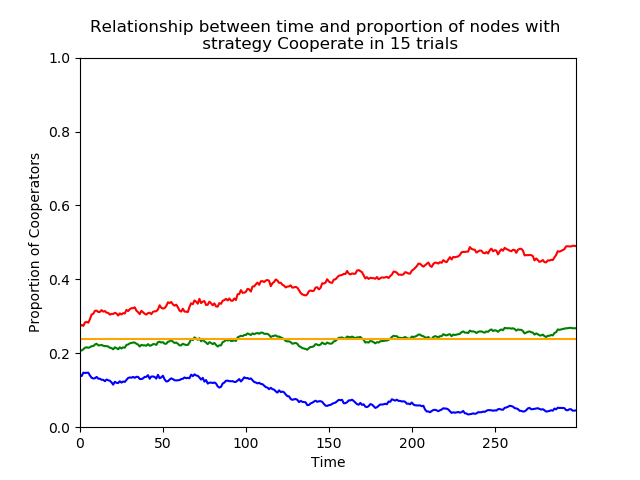 Relationship between time and proportion of nodes with
strategy Cooperate in 15 trials
1.0
0.8
0.6
0.4
0.2
0.0
Proportion of Cooperators
0 50 100 150 200 250
Time